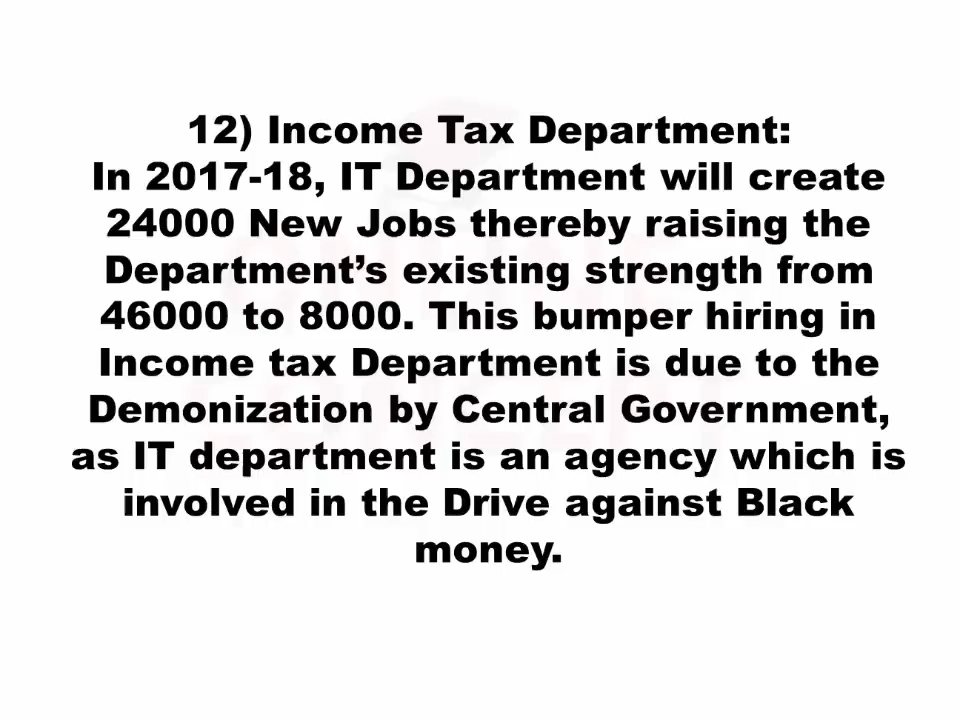 12) Income Tax Department:
In 2017-18, IT Department will create
24000 New Jobs thereby raising the
Department’s existing strength from
46000 to 8000. This bumper hiring in
Income tax Department is due to the
Demonization by Central Government,
as IT department is an agency which is
involved in the Drive against Black
money.